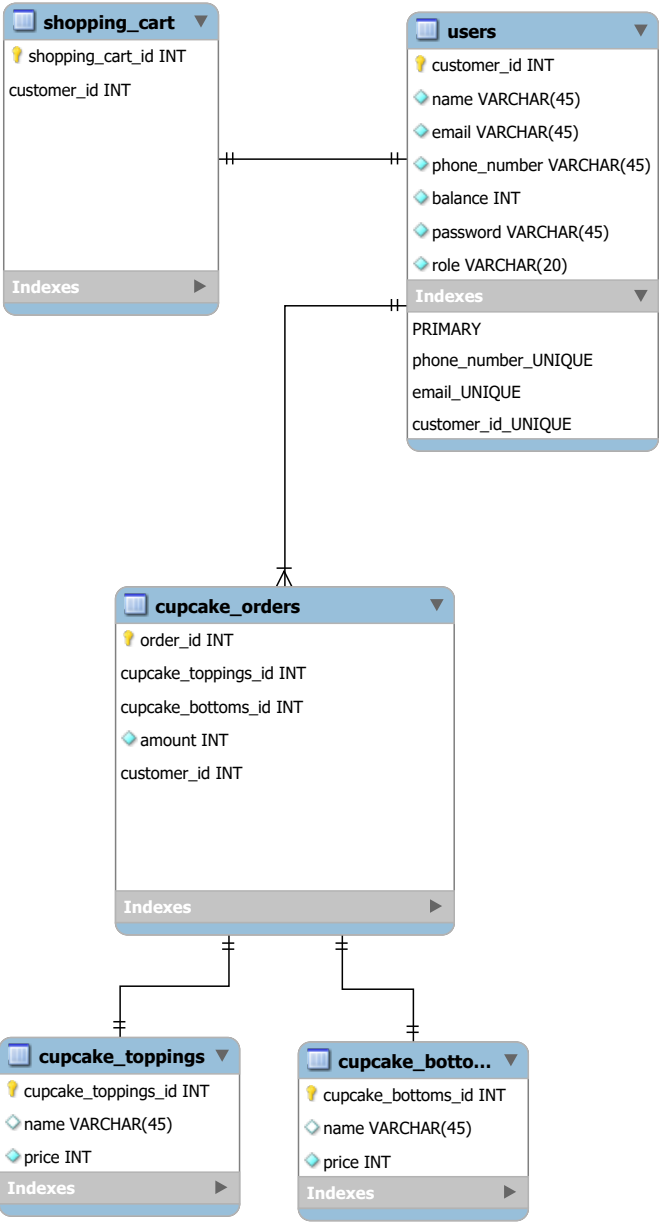 shopping_cart
shopping_cart_id INT
customer_id INT
Indexes
users
customer_id INT
name VARCHAR(45)
email VARCHAR(45)
phone_number VARCHAR(45)
balance INT
password VARCHAR(45)
role VARCHAR(20)
Indexes
PRIMARY
phone_number_UNIQUE
email_UNIQUE
customer_id_UNIQUE
cupcake_orders
order_id INT
cupcake_toppings_id INT
cupcake_bottoms_id INT
amount INT
customer_id INT
Indexes
cupcake_toppings
cupcake_toppings_id INT
name VARCHAR(45)
price INT
Indexes
cupcake_botto...
cupcake_bottoms_id INT
name VARCHAR(45)
price INT
Indexes